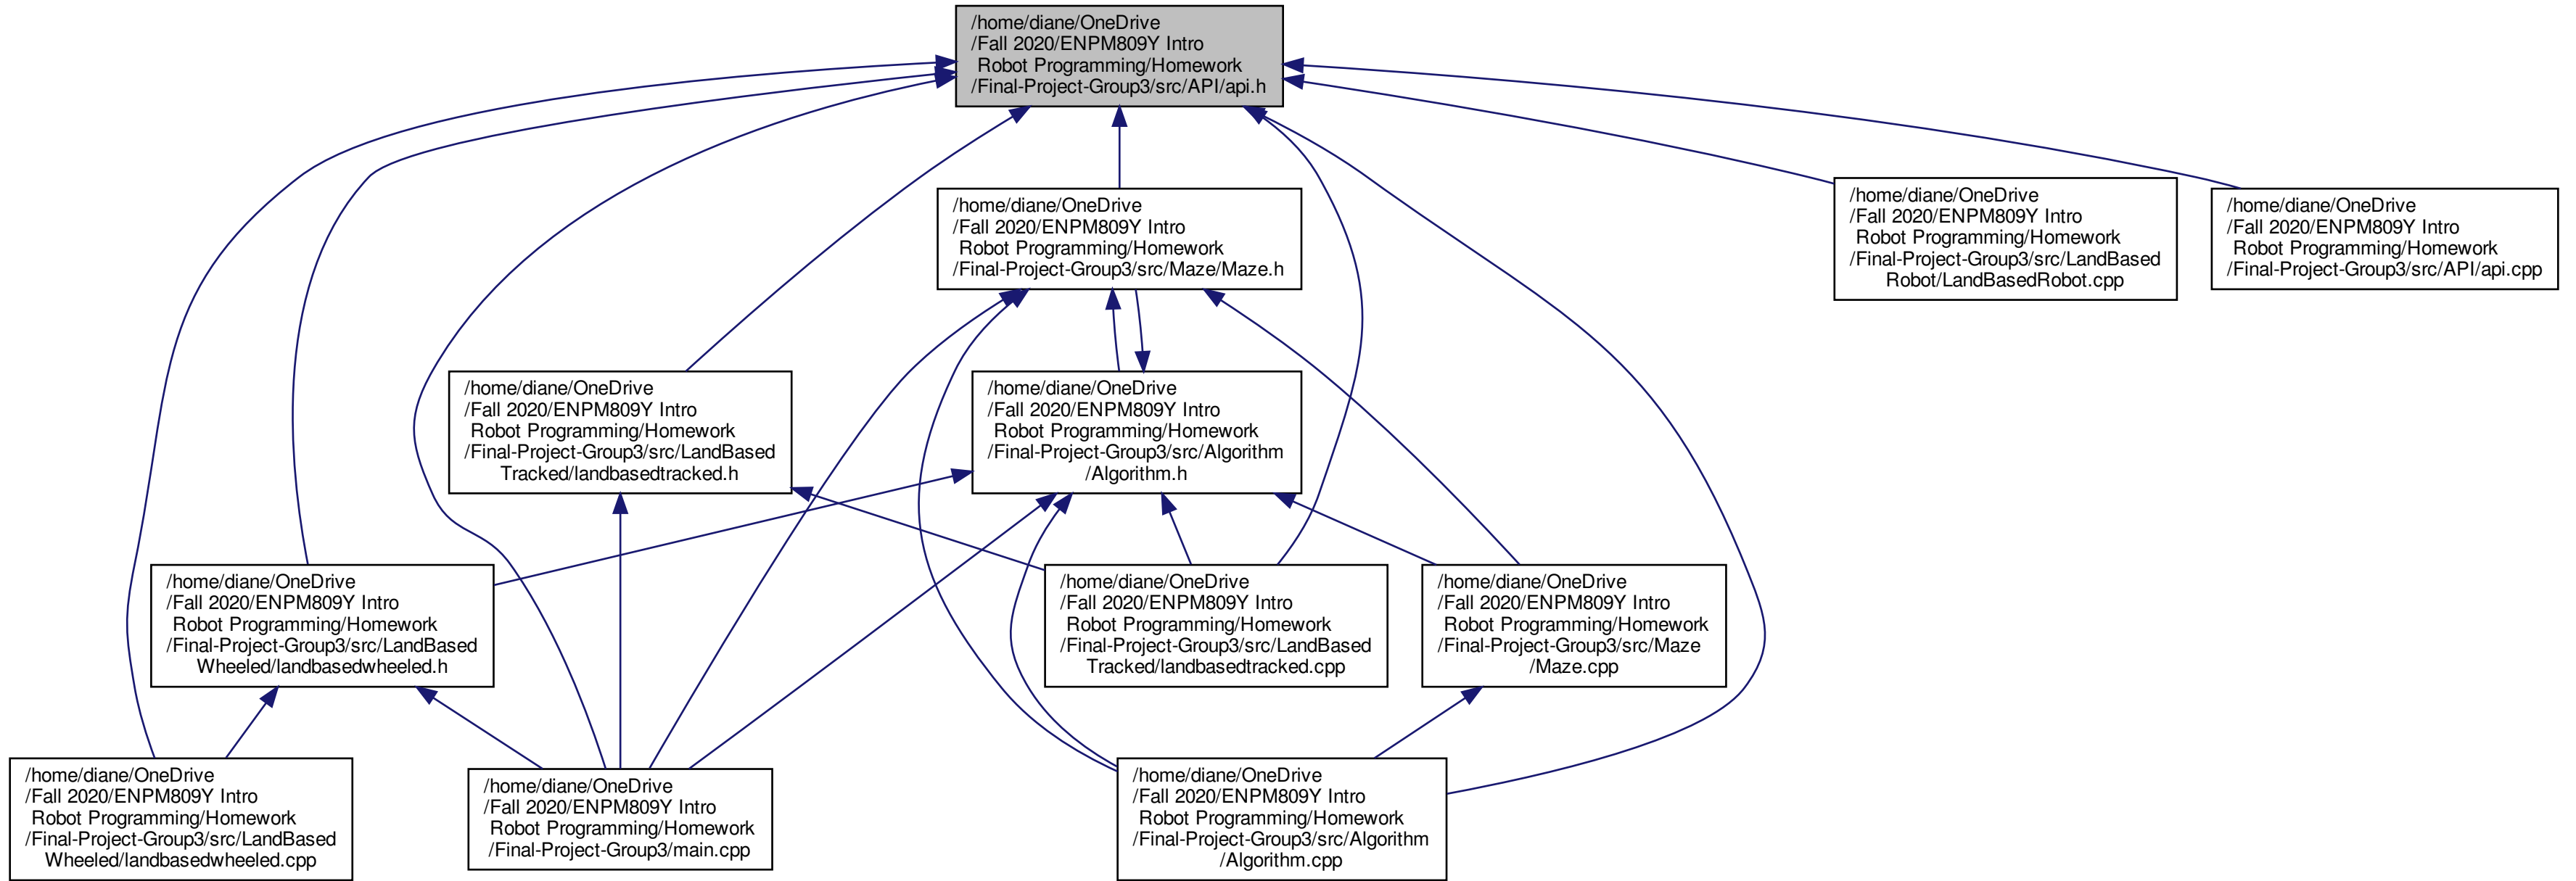 /home/diane/OneDrive
/Fall 2020/ENPM809Y Intro
Robot Programming/Homework
/Final-Project-Group3/src/API/api.h
/home/diane/OneDrive
/Fall 2020/ENPM809Y Intro
Robot Programming/Homework
/Final-Project-Group3/src/Maze/Maze.h
/home/diane/OneDrive
/Fall 2020/ENPM809Y Intro
Robot Programming/Homework
/Final-Project-Group3/src/LandBased
Robot/LandBasedRobot.cpp
/home/diane/OneDrive
/Fall 2020/ENPM809Y Intro
Robot Programming/Homework
/Final-Project-Group3/src/API/api.cpp
/home/diane/OneDrive
/Fall 2020/ENPM809Y Intro
Robot Programming/Homework
/Final-Project-Group3/src/LandBased
Tracked/landbasedtracked.h
/home/diane/OneDrive
/Fall 2020/ENPM809Y Intro
Robot Programming/Homework
/Final-Project-Group3/src/Algorithm
/Algorithm.h
/home/diane/OneDrive
/Fall 2020/ENPM809Y Intro
Robot Programming/Homework
/Final-Project-Group3/src/LandBased
Wheeled/landbasedwheeled.h
/home/diane/OneDrive
/Fall 2020/ENPM809Y Intro
Robot Programming/Homework
/Final-Project-Group3/src/LandBased
Tracked/landbasedtracked.cpp
/home/diane/OneDrive
/Fall 2020/ENPM809Y Intro
Robot Programming/Homework
/Final-Project-Group3/src/Maze
/Maze.cpp
/home/diane/OneDrive
/Fall 2020/ENPM809Y Intro
Robot Programming/Homework
/Final-Project-Group3/src/LandBased
Wheeled/landbasedwheeled.cpp
/home/diane/OneDrive
/Fall 2020/ENPM809Y Intro
Robot Programming/Homework
/Final-Project-Group3/main.cpp
/home/diane/OneDrive
/Fall 2020/ENPM809Y Intro
Robot Programming/Homework
/Final-Project-Group3/src/Algorithm
/Algorithm.cpp